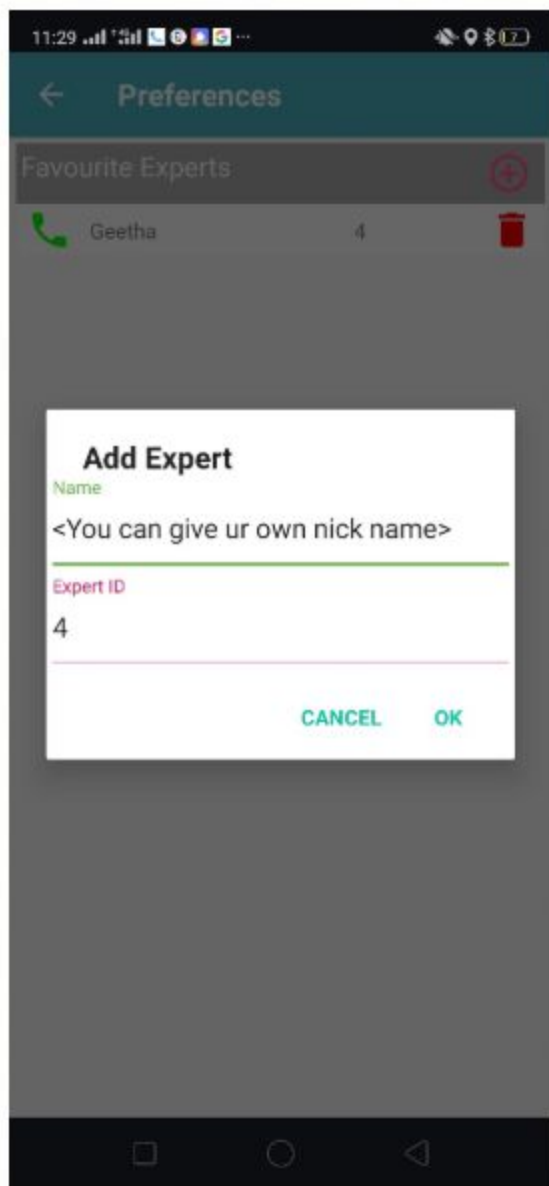 11:29
Preferences
Favourite Experts
Geetha 4
Add Expert
Name
<You can give ur own nick name>
Expert ID
4
CANCEL OK